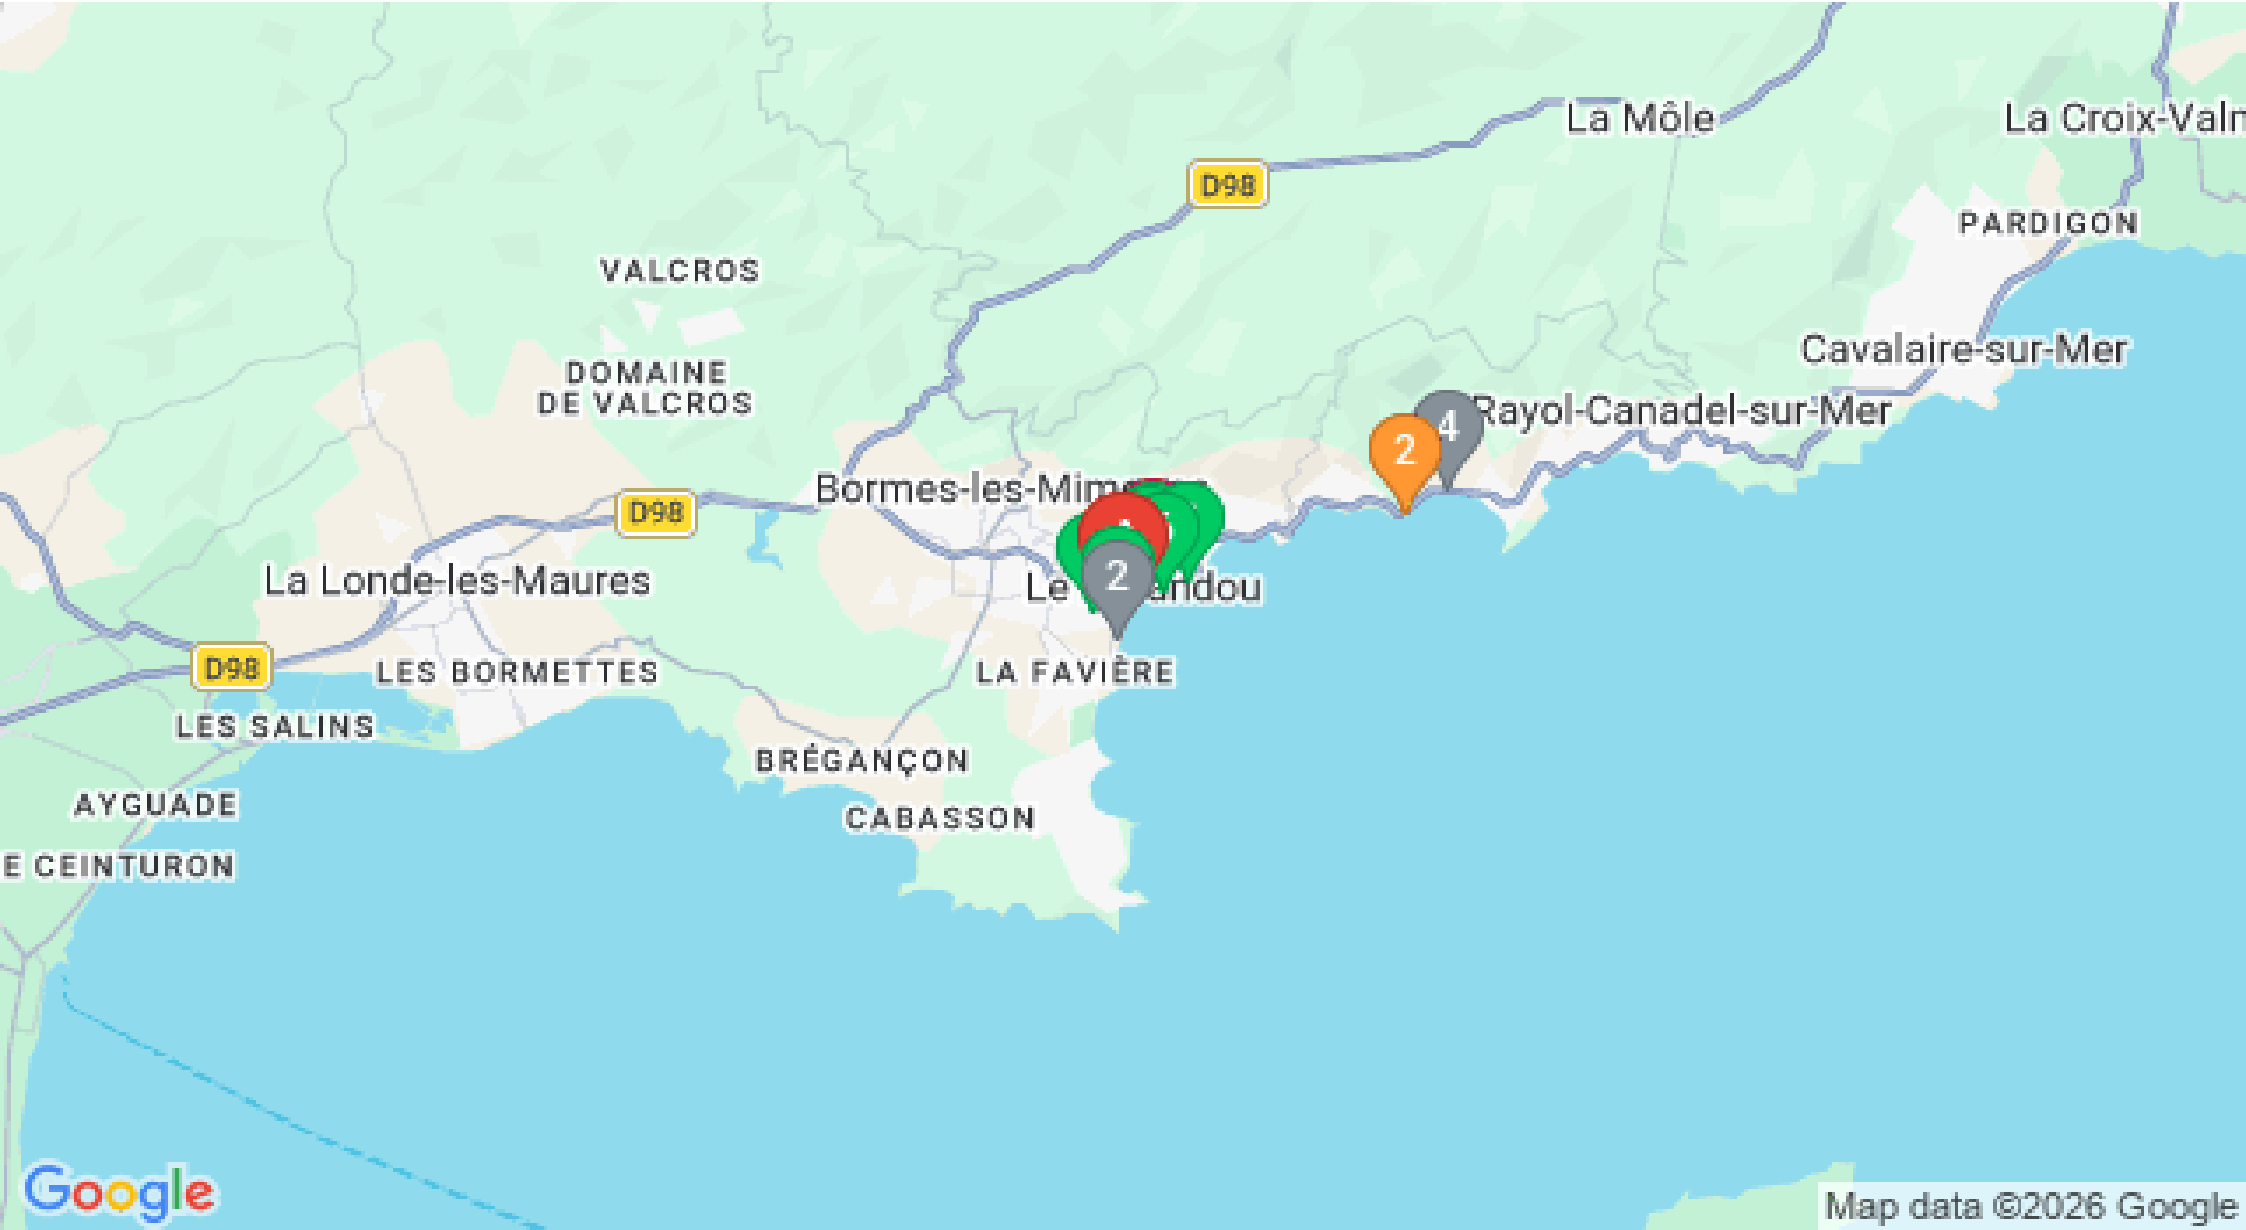 La Môle
La Croix-Valm
D98
PARDIGON
VALCROS
Cavalaire-sur-Mer
DOMAINE
DE VALCROS
Rayol-Canadel-sur-Mer
4
2
Bormes-les-Mim
D98
La Londe-les-Maures
2
Le
andou
D98
LES BORMETTES
LA FAVIÈRE
LES SALINS
BRÉGANÇON
AYGUADE
CABASSON
E CEINTURON
Google
Map data ©2026 Google